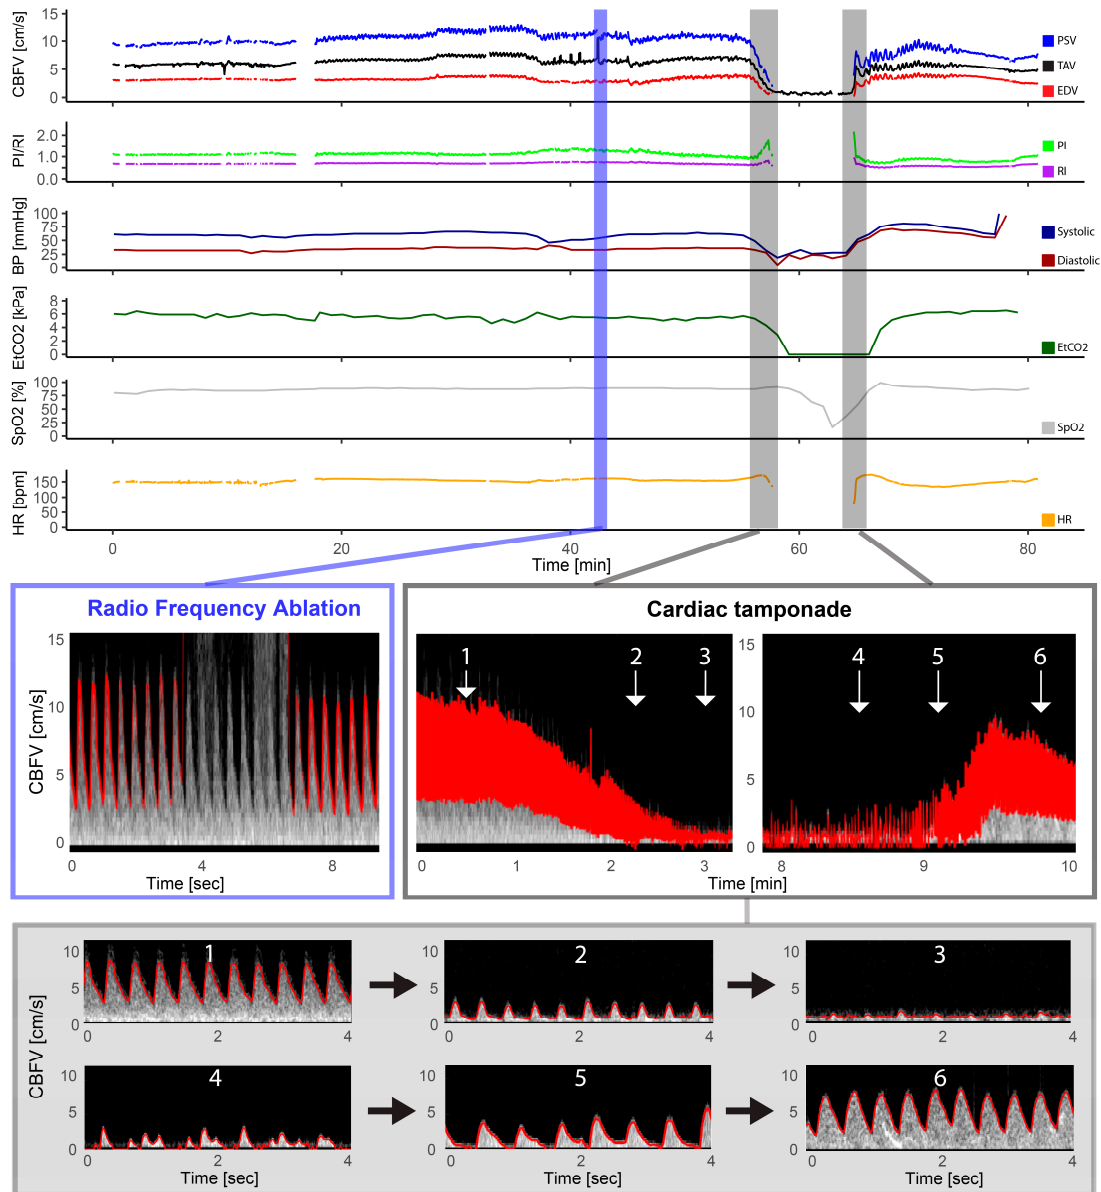 CBFV [cm/s]
15
10
5
0
PSV
TAV
EDV
PI/RI
2.0
1.0
0.0
PI
RI
BP [mmHg]
100
75
50
25
0
Systolic
Diastolic
EtCO2 [kPa]
8
6
4
2
0
EtCO2
SpO2 [%]
100
75
50
25
0
SpO2
HR [bpm]
150
100
50
0
HR
0 20 40 60 80
Time [min]
Radio Frequency Ablation
CBFV [cm/s]
15
10
5
0
0 4 8
Time [sec]
Cardiac tamponade
1 2 3
0 1 2 3
15
10
5
0
4 5 6
8 9 10
Time [min]
CBFV [cm/s]
10
5
0
1
0 2 4
10
5
0
2
0 2 4
10
5
0
3
0 2 4
CBFV [cm/s]
10
5
0
4
0 2 4
Time [sec]
10
5
0
5
0 2 4
Time [sec]
10
5
0
6
0 2 4
Time [sec]